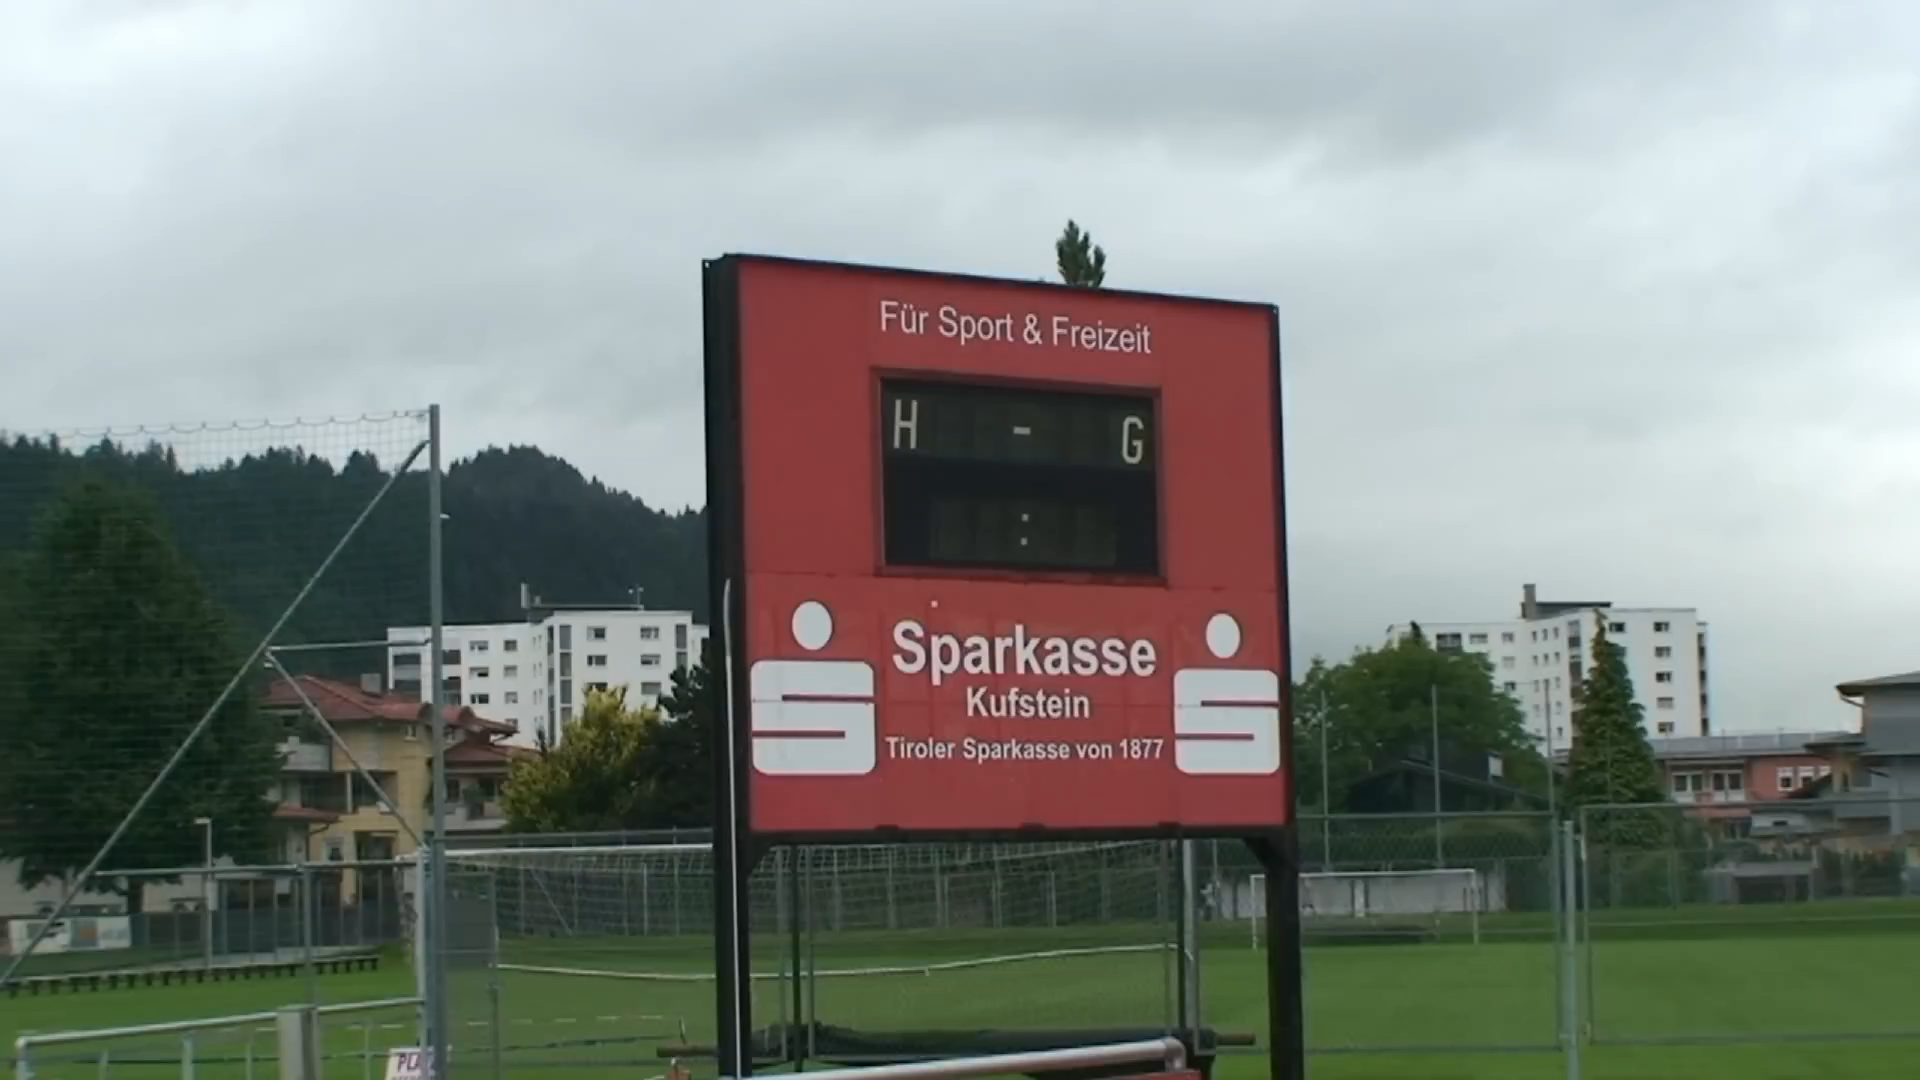 Für Sport & Freizeit
H - G
:
Sparkasse
Kufstein
Tiroler Sparkasse von 1877